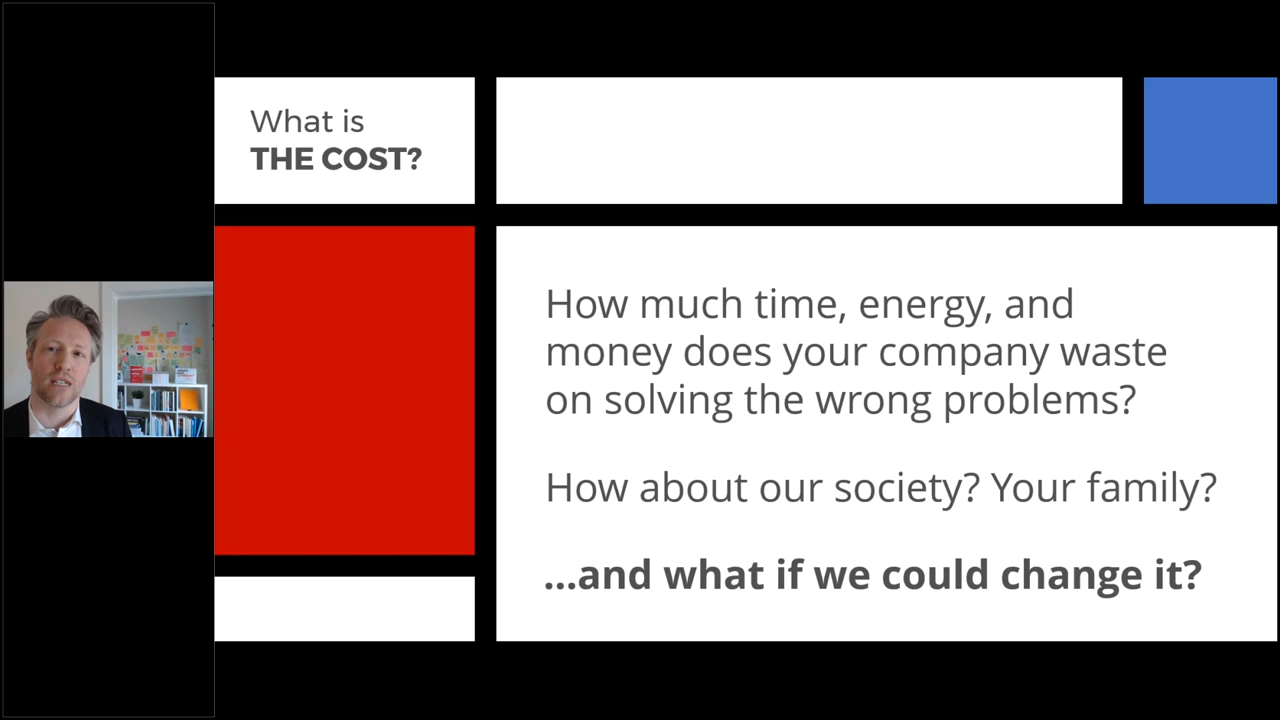 What is
THE COST?
How much time, energy, and
money does your company waste
on solving the wrong problems?
How about our society? Your family?
...and what if we could change it?